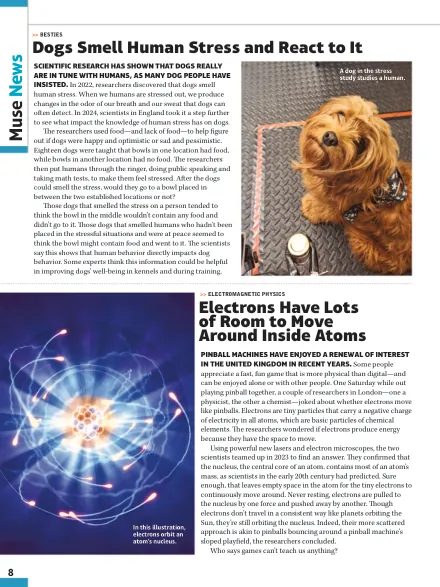 Muse News
>> BESTIES
Dogs Smell Human Stress and React to It
SCIENTIFIC RESEARCH HAS SHOWN THAT DOGS REALLY
ARE IN TUNE WITH HUMANS, AS MANY DOG PEOPLE HAVE
INSISTED. In 2022, researchers discovered that dogs smell
human stress. When we humans are stressed out, we produce
changes in the odor of our breath and our sweat that dogs can
often detect. In 2024, scientists in England took it a step further
to see what impact the knowledge of human stress has on dogs.
The researchers used food—and lack of food—to help figure
out if dogs were happy and optimistic or sad and pessimistic.
Eighteen dogs were taught that bowls in one location had food,
while bowls in another location had no food. The researchers
then put humans through the ringer, doing public speaking and
taking math tests, to make them feel stressed. After the dogs
could smell the stress, would they go to a bowl placed in
between the two established locations or not?
Those dogs that smelled the stress on a person tended to
think the bowl in the middle wouldn't contain any food and
didn't go to it. Those dogs that smelled humans who hadn't been
placed in the stressful situations and were at peace seemed to
think the bowl might contain food and went to it. The scientists
say this shows that human behavior directly impacts dog
behavior. Some experts think this information could be helpful
in improving dogs' well-being in kennels and during training.
A dog in the stress
study studies a human.
>> ELECTROMAGNETIC PHYSICS
Electrons Have Lots
of Room to Move
Around Inside Atoms
PINBALL MACHINES HAVE ENJOYED A RENEWAL OF INTEREST
IN THE UNITED KINGDOM IN RECENT YEARS. Some people
appreciate a fast, fun game that is more physical than digital—and
can be enjoyed alone or with other people. One Saturday while out
playing pinball together, a couple of researchers in London—one a
physicist, the other a chemist—joked about whether electrons move
like pinballs. Electrons are tiny particles that carry a negative charge
of electricity in all atoms, which are basic particles of chemical
elements. The researchers wondered if electrons produce energy
because they have the space to move.
Using powerful new lasers and electron microscopes, the two
scientists teamed up in 2023 to find an answer. They confirmed that
the nucleus, the central core of an atom, contains most of an atom's
mass, as scientists in the early 20th century had predicted. Sure
enough, that leaves empty space in the atom for the tiny electrons to
continuously move around. Never resting, electrons are pulled to
the nucleus by one force and pushed away by another. Though
electrons don't travel in a consistent way like planets orbiting the
Sun, they're still orbiting the nucleus. Indeed, their more scattered
approach is akin to pinballs bouncing around a pinball machine's
sloped playfield, the researchers concluded.
Who says games can't teach us anything?
In this illustration,
electrons orbit an
atom's nucleus.
8